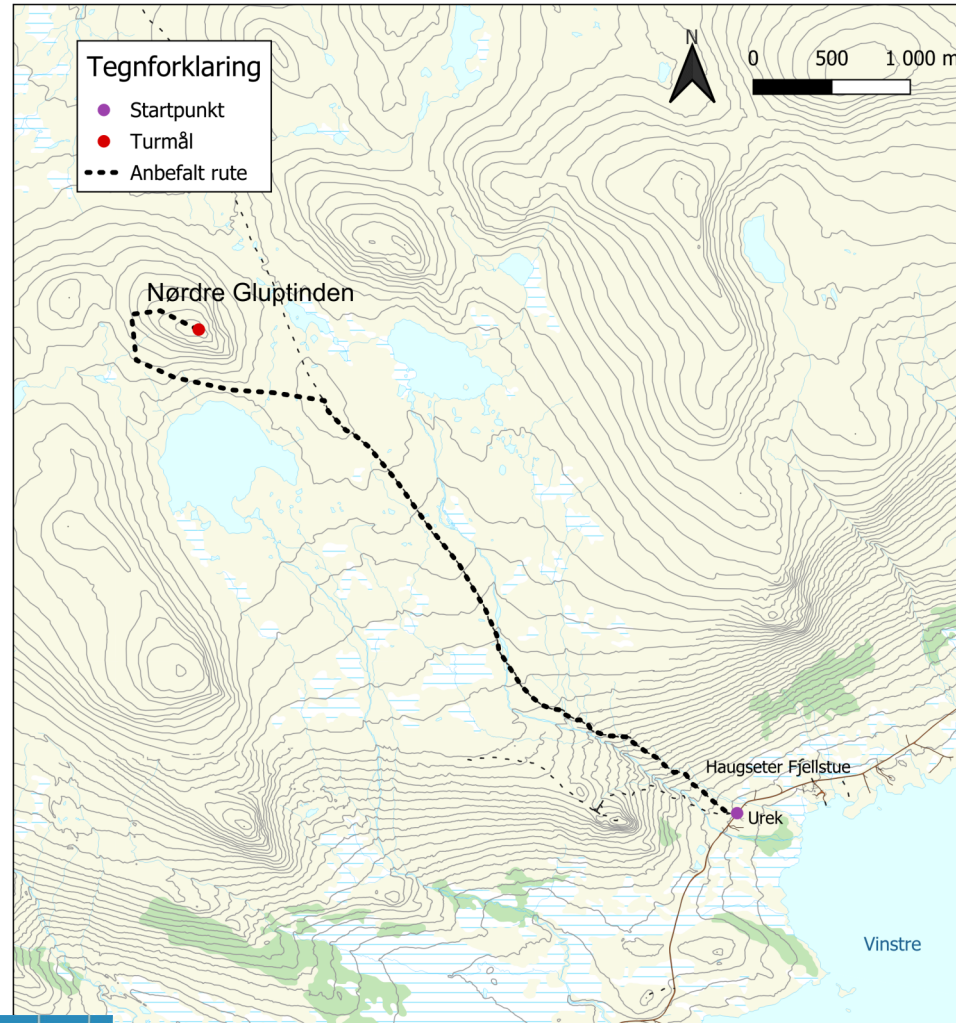 Tegnforklaring
Startpunkt
Turmål
Anbefalt rute
N
0 500 1 000 m
Nørdre Gluptinden
Haugseter Fjellstue
Urek
Vinstre